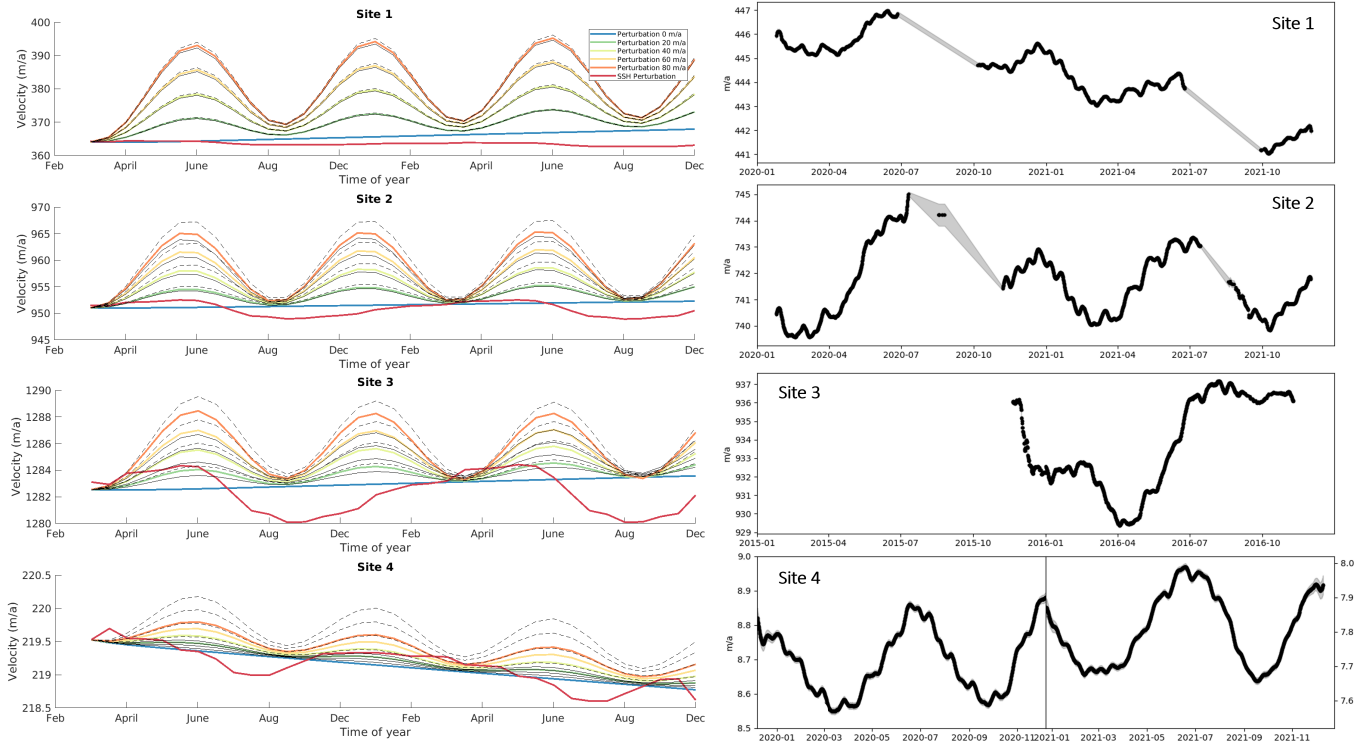 Site 1
400
390
380
370
360
Velocity (m/a)
Perturbation 0 m/a
Perturbation 20 m/a
Perturbation 40 m/a
Perturbation 60 m/a
Perturbation 80 m/a
SSH Perturbation
Feb April June Aug Dec Feb April June Aug Dec
Time of year
Site 1
447
446
445
444
443
442
441
m/a
2020-01 2020-04 2020-07 2020-10 2021-01 2021-04 2021-07 2021-10
Site 2
970
965
960
955
950
945
Velocity (m/a)
Feb April June Aug Dec Feb April June Aug Dec
Time of year
Site 2
745
744
743
742
741
740
m/a
2020-01 2020-04 2020-07 2020-10 2021-01 2021-04 2021-07 2021-10
Site 3
1290
1288
1286
1284
1282
1280
Velocity (m/a)
Feb April June Aug Dec Feb April June Aug Dec
Time of year
Site 3
937
936
935
934
933
932
931
930
929
m/a
2015-01 2015-04 2015-07 2015-10 2016-01 2016-04 2016-07 2016-10
Site 4
220.5
220
219.5
219
218.5
Velocity (m/a)
Feb April June Aug Dec Feb April June Aug Dec
Time of year
Site 4
9.0
8.9
8.8
8.7
8.6
8.5
m/a
8.0
7.9
7.8
7.7
7.6
2020-01 2020-03 2020-05 2020-07 2020-09 2020-11 2021-01 2021-03 2021-05 2021-07 2021-09 2021-11